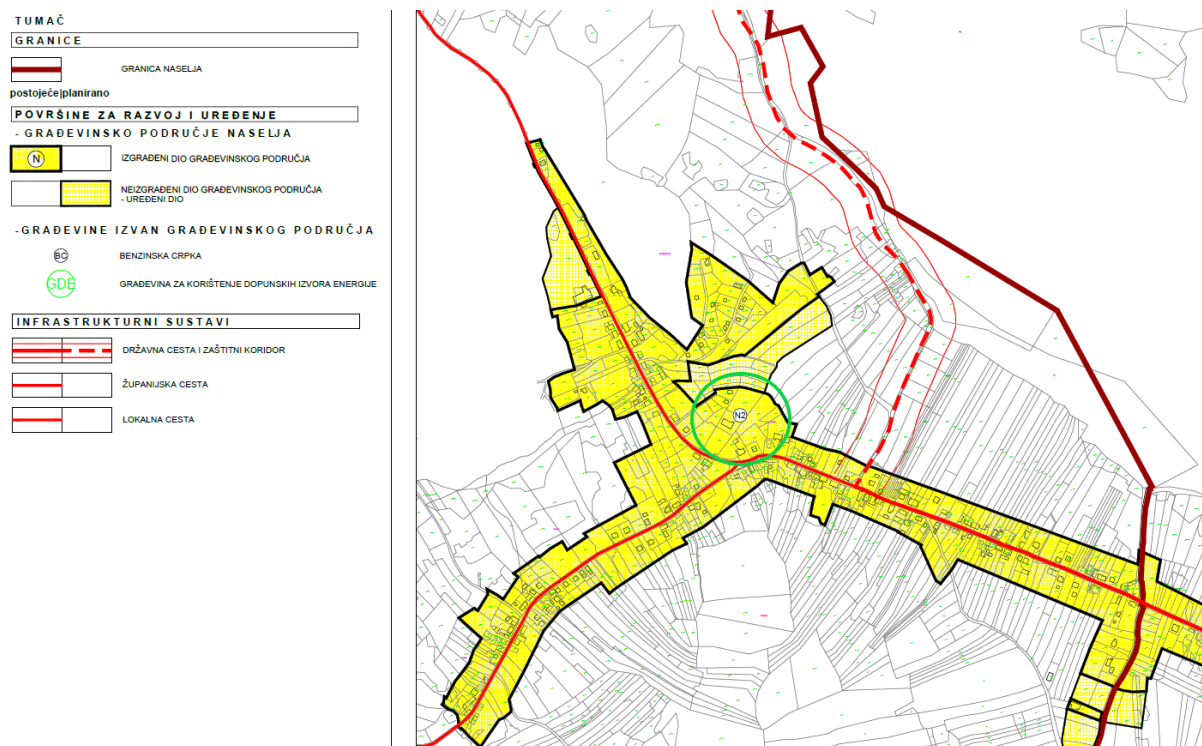 TUMAČ
GRANICE
GRANICA NASELJA
postojeće|planirano
POVRŠINE ZA RAZVOJ I UREĐENJE
- GRAĐEVINSKO PODRUČJE NASELJA
N
IZGRAĐENI DIO GRAĐEVINSKOG PODRUČJA
NEIZGRAĐENI DIO GRAĐEVINSKOG PODRUČJA
- UREĐENI DIO
-GRAĐEVINE IZVAN GRAĐEVINSKOG PODRUČJA
BC
BENZINSKA CRPKA
GDE
GRAĐEVINA ZA KORIŠTENJE DOPUNSKIH IZVORA ENERGIJE
INFRASTRUKTURNI SUSTAVI
DRŽAVNA CESTA I ZAŠTITNI KORIDOR
ŽUPANIJSKA CESTA
LOKALNA CESTA
N2